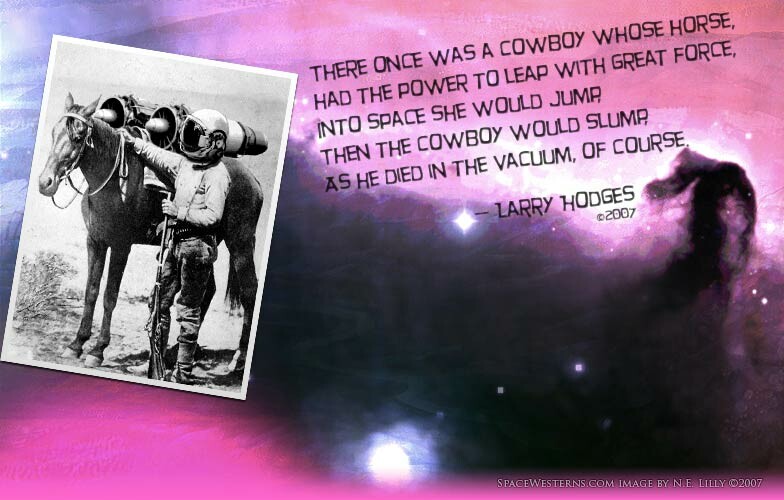 THERE ONCE WAS A COWBOY WHOSE HORSE,
HAD THE POWER TO LEAP WITH GREAT FORCE,
INTO SPACE SHE WOULD JUMP,
THEN THE COWBOY WOULD SLUMP,
AS HE DIED IN THE VACUUM, OF COURSE.
— LARRY HODGES
©2007
SPACEWESTERNS.COM IMAGE BY N.E. LILLY ©2007